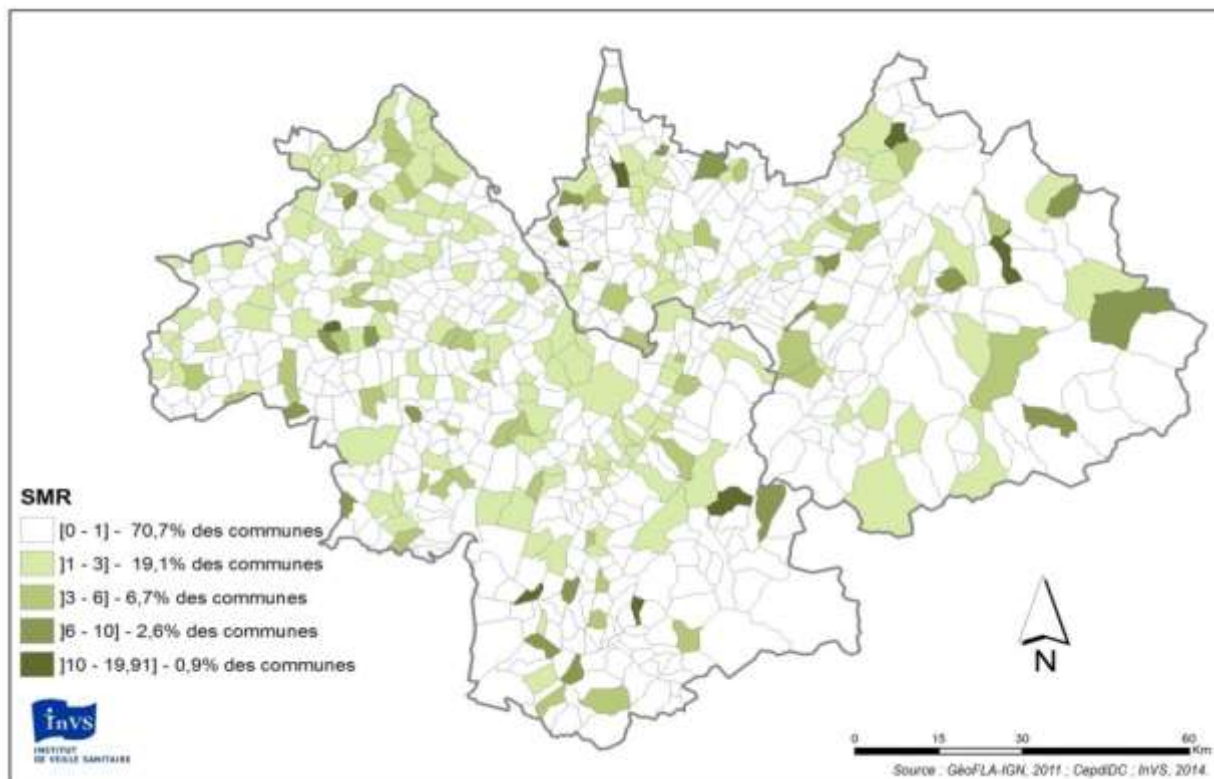 SMR
[0 - 1] - 70,7% des communes
]1 - 3] - 19,1% des communes
]3 - 6] - 6,7% des communes
]6 - 10] - 2,6% des communes
]10 - 19,91] - 0,9% des communes
InVS
INSTITUT
DE VEILLE SANITAIRE
N
0 15 30 60
Km
Source : GéoFLA-IGN, 2011 ; CepdiDC ; InVS, 2014.